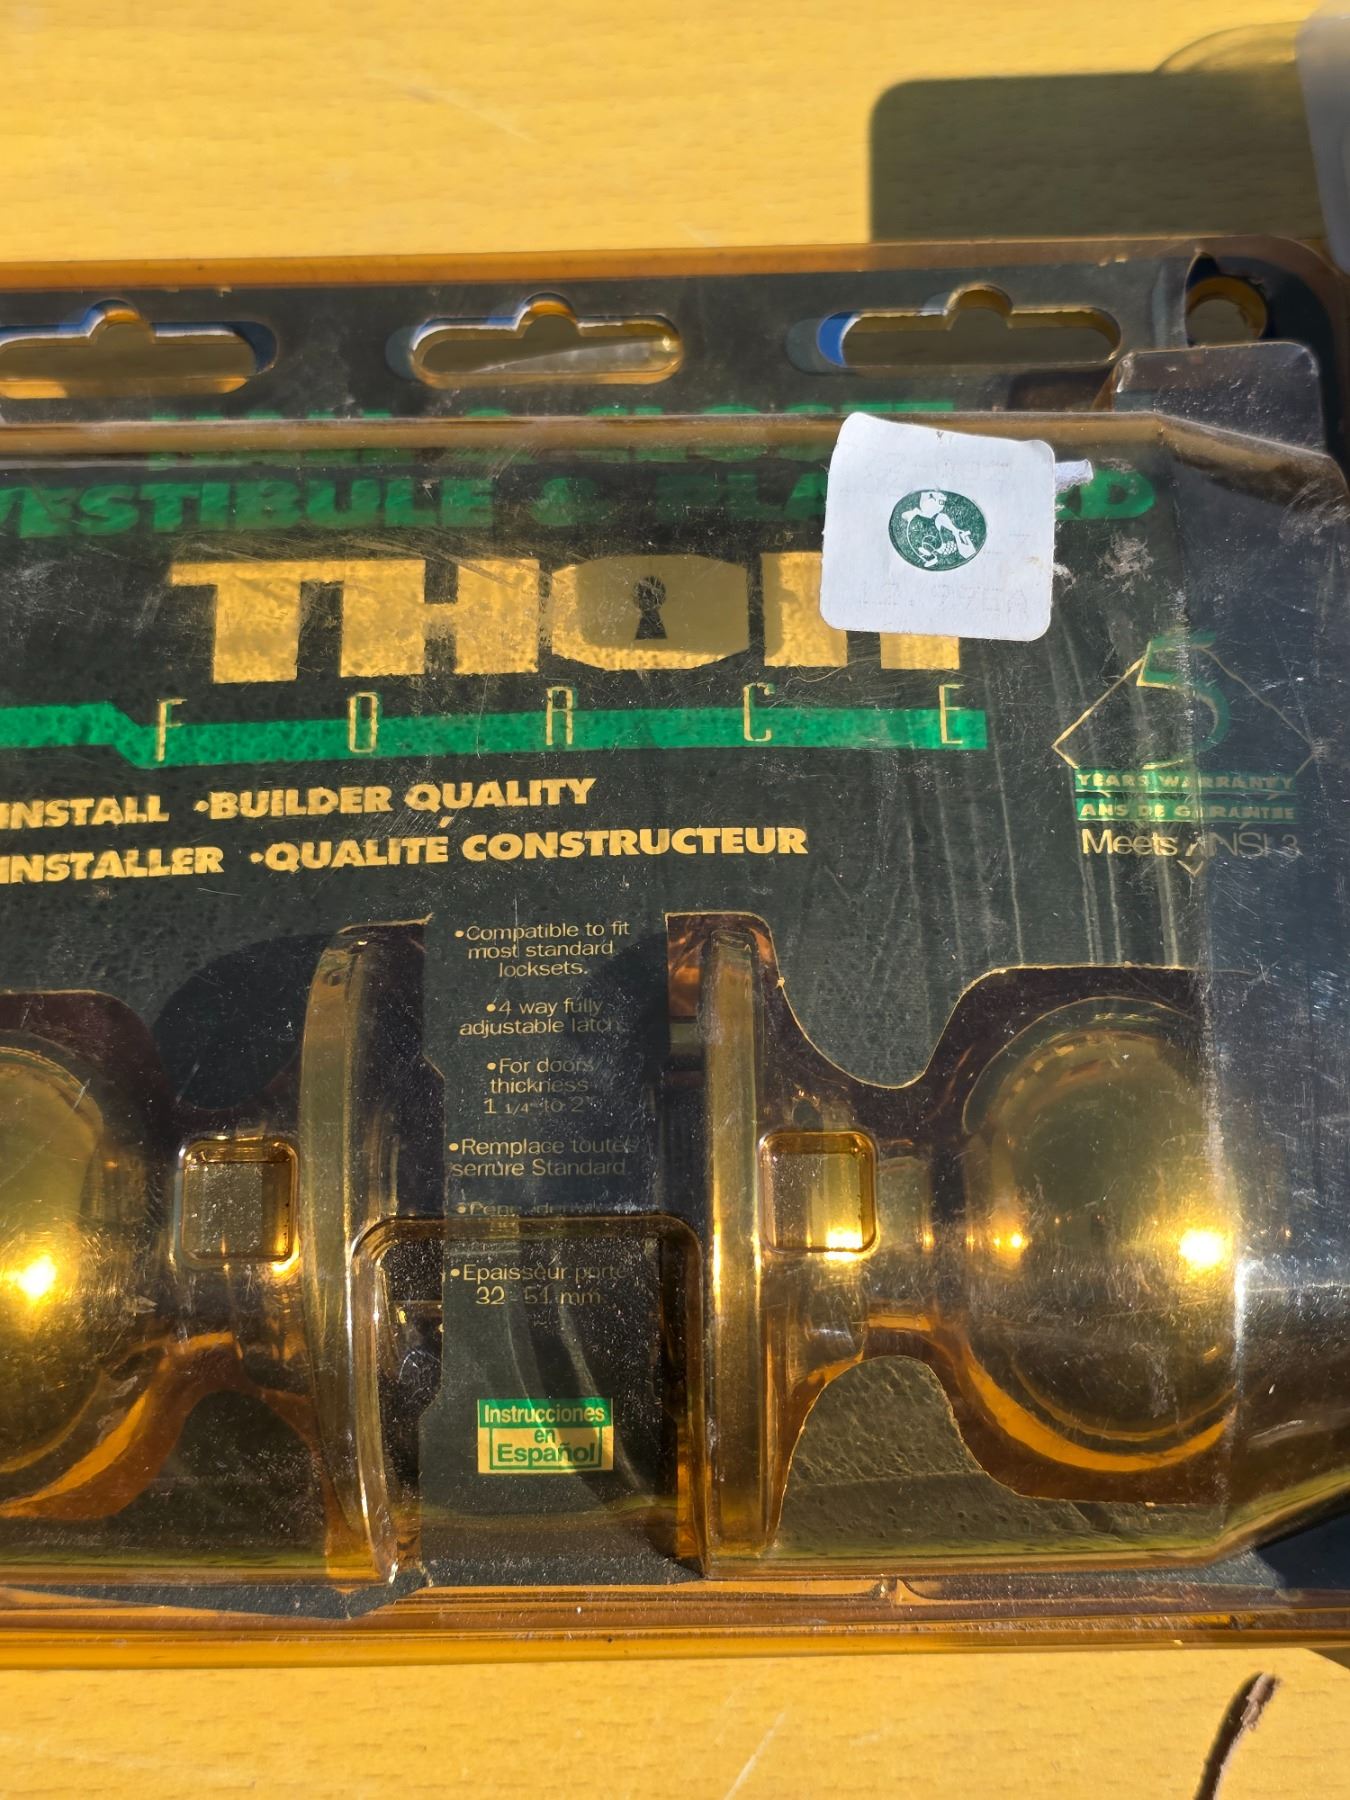 VESTIBULE &
THOR
FORCE
INSTALL •BUILDER QUALITY
INSTALLER •QUALITÉ CONSTRUCTEUR
5
YEARS WARRANTY
ANS DE GARANTIE
Meets ANSI 3
•Compatible to fit
most standard
locksets.
•4 way fully
adjustable latch.
•For doors
thickness
1 1/4" to 2"
•Remplace toutes
serrure Standard.
•Epaisseur porte
32 - 51 mm.
Instrucciones
en
Español